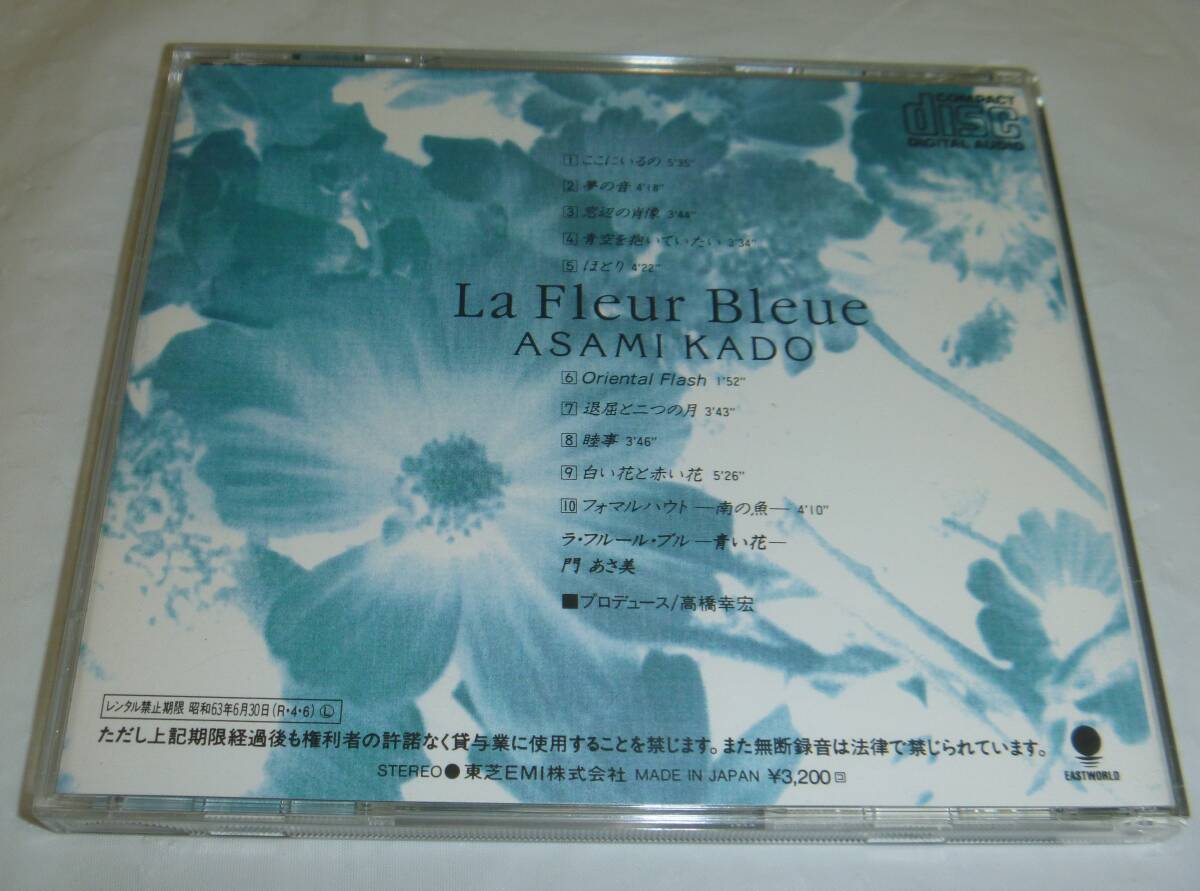 COMPACT
disc
DIGITAL AUDIO
1 ここにいるの 5'35"
2 夢の音 4'18"
3 窓辺の肖像 3'44"
4 青空を抱いていたい 3'34"
5 ほとり 4'22"
La Fleur Bleue
ASAMI KADO
6 Oriental Flash 1'52"
7 退屈と二つの月 3'43"
8 睦事 3'46"
9 白い花と赤い花 5'26"
10 フォマルハウト ―南の魚― 4'10"
ラ・フルール・ブル ―青い花―
門 あさ美
■プロデュース/高橋幸宏
レンタル禁止期限 昭和63年6月30日(R・4・6) Ⓛ
ただし上記期限経過後も権利者の許諾なく貸与業に使用することを禁じます。また無断録音は法律で禁じられています。
STEREO● 東芝EMI株式会社 MADE IN JAPAN ¥3,200
EASTWORLD